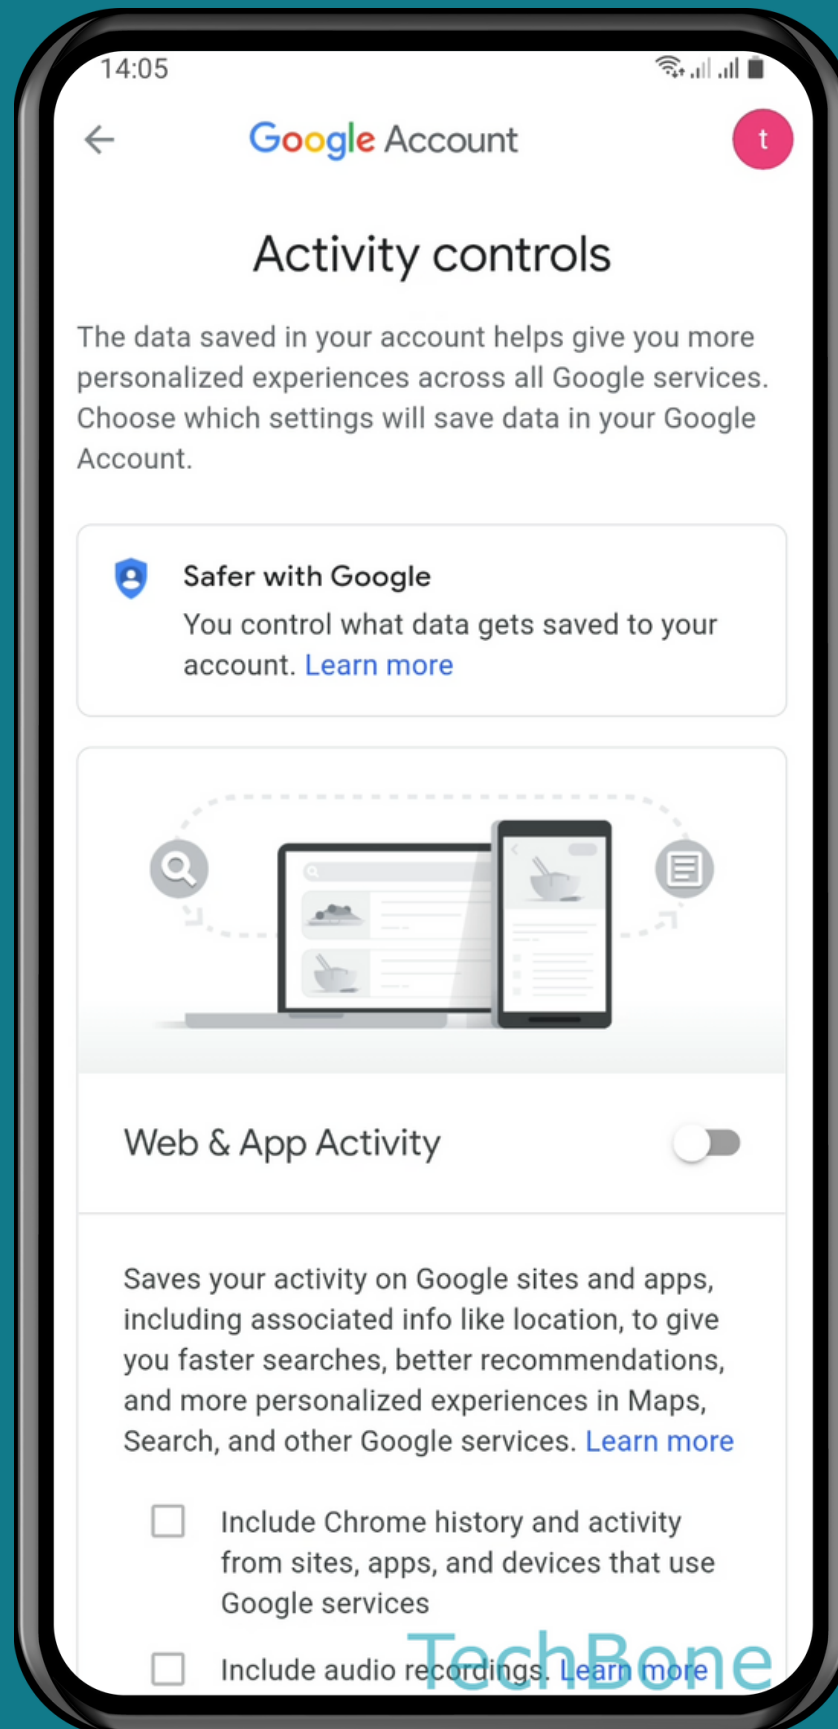 14:05
Google Account
t
Activity controls
The data saved in your account helps give you more
personalized experiences across all Google services.
Choose which settings will save data in your Google
Account.
Safer with Google
You control what data gets saved to your
account. Learn more
Web & App Activity
Saves your activity on Google sites and apps,
including associated info like location, to give
you faster searches, better recommendations,
and more personalized experiences in Maps,
Search, and other Google services. Learn more
Include Chrome history and activity
from sites, apps, and devices that use
Google services
Include audio recordings. Learn more
TechBone